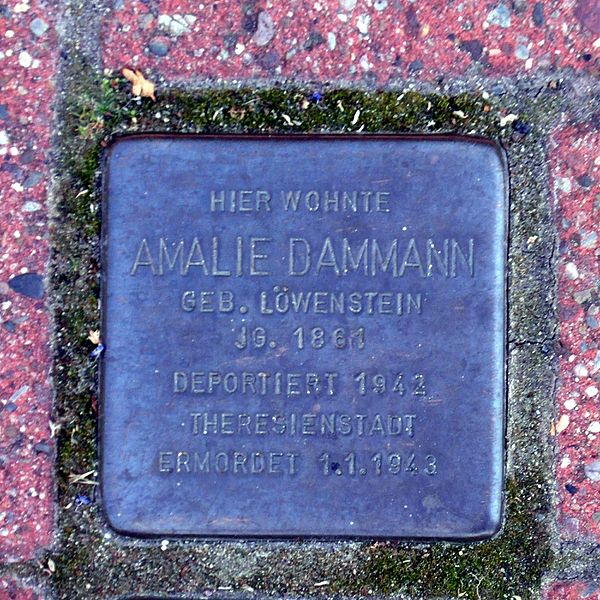 HIER WOHNTE
AMALIE DAMMANN
GEB. LÖWENSTEIN
JG. 1861
DEPORTIERT 1942
THERESIENSTADT
ERMORDET 1.1.1943